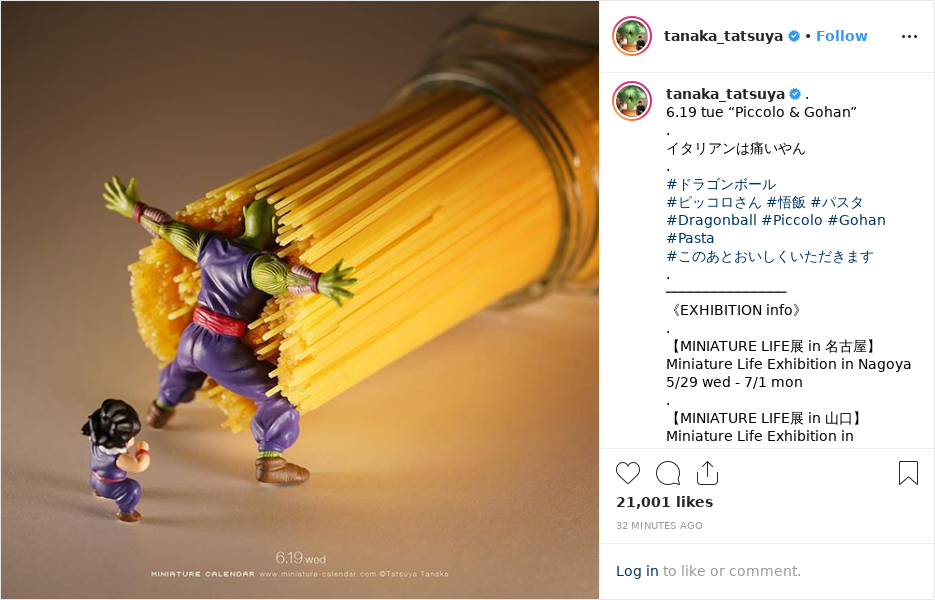 6.19 wed
MINIATURE CALENDAR www.miniature-calendar.com ©Tatsuya Tanaka
tanaka_tatsuya • Follow
tanaka_tatsuya .
6.19 tue “Piccolo & Gohan”
.
イタリアンは痛いやん
.
#ドラゴンボール
#ピッコロさん #悟飯 #パスタ
#Dragonball #Piccolo #Gohan
#Pasta
#このあとおいしくいただきます
.
_______________
《EXHIBITION info》
.
【MINIATURE LIFE展 in 名古屋】
Miniature Life Exhibition in Nagoya
5/29 wed - 7/1 mon
.
【MINIATURE LIFE展 in 山口】
Miniature Life Exhibition in
21,001 likes
32 MINUTES AGO
Log in to like or comment.